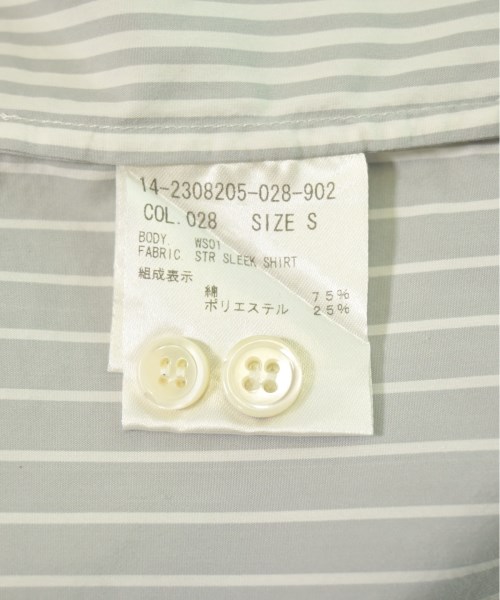 14-2308205-028-902
COL.028 SIZE S
BODY. WS01
FABRIC STR SLEEK SHIRT
組成表示
綿 75%
ポリエステル 25%